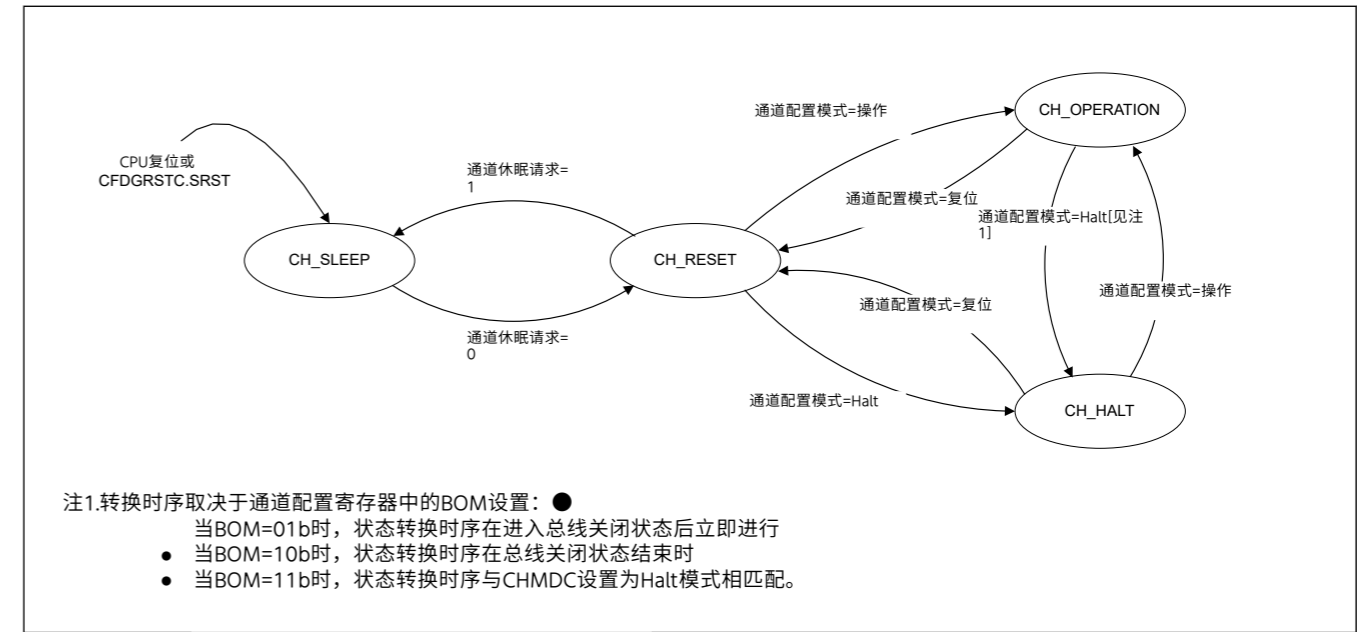 通道配置模式=操作
CH_OPERATION
CPU复位或
CFDGRSTC.SRST
通道休眠请求=
1
通道配置模式=复位
通道配置模式=Halt[见注
1]
CH_SLEEP
CH_RESET
通道配置模式=复位
通道配置模式=操作
通道休眠请求=
0
通道配置模式=Halt
CH_HALT
注1.转换时序取决于通道配置寄存器中的BOM设置：●
当BOM=01b时，状态转换时序在进入总线关闭状态后立即进行
● 当BOM=10b时，状态转换时序在总线关闭状态结束时
● 当BOM=11b时，状态转换时序与CHMDC设置为Halt模式相匹配。